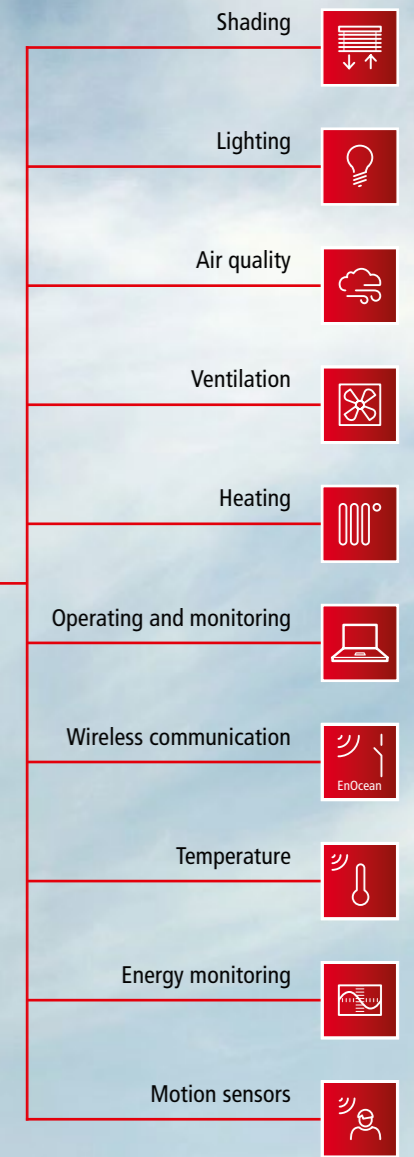 Shading
Lighting
Air quality
Ventilation
Heating
Operating and monitoring
Wireless communication
EnOcean
Temperature
Energy monitoring
Motion sensors